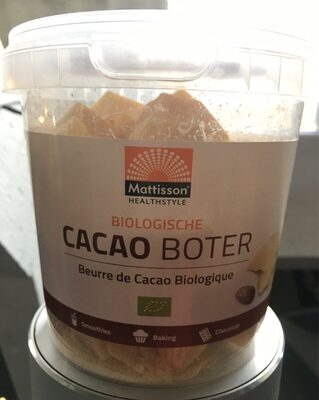 Mattisson
HEALTHSTYLE
BIOLOGISCHE
CACAO BOTER
Beurre de Cacao Biologique
Smoothies
Baking
Chocolate